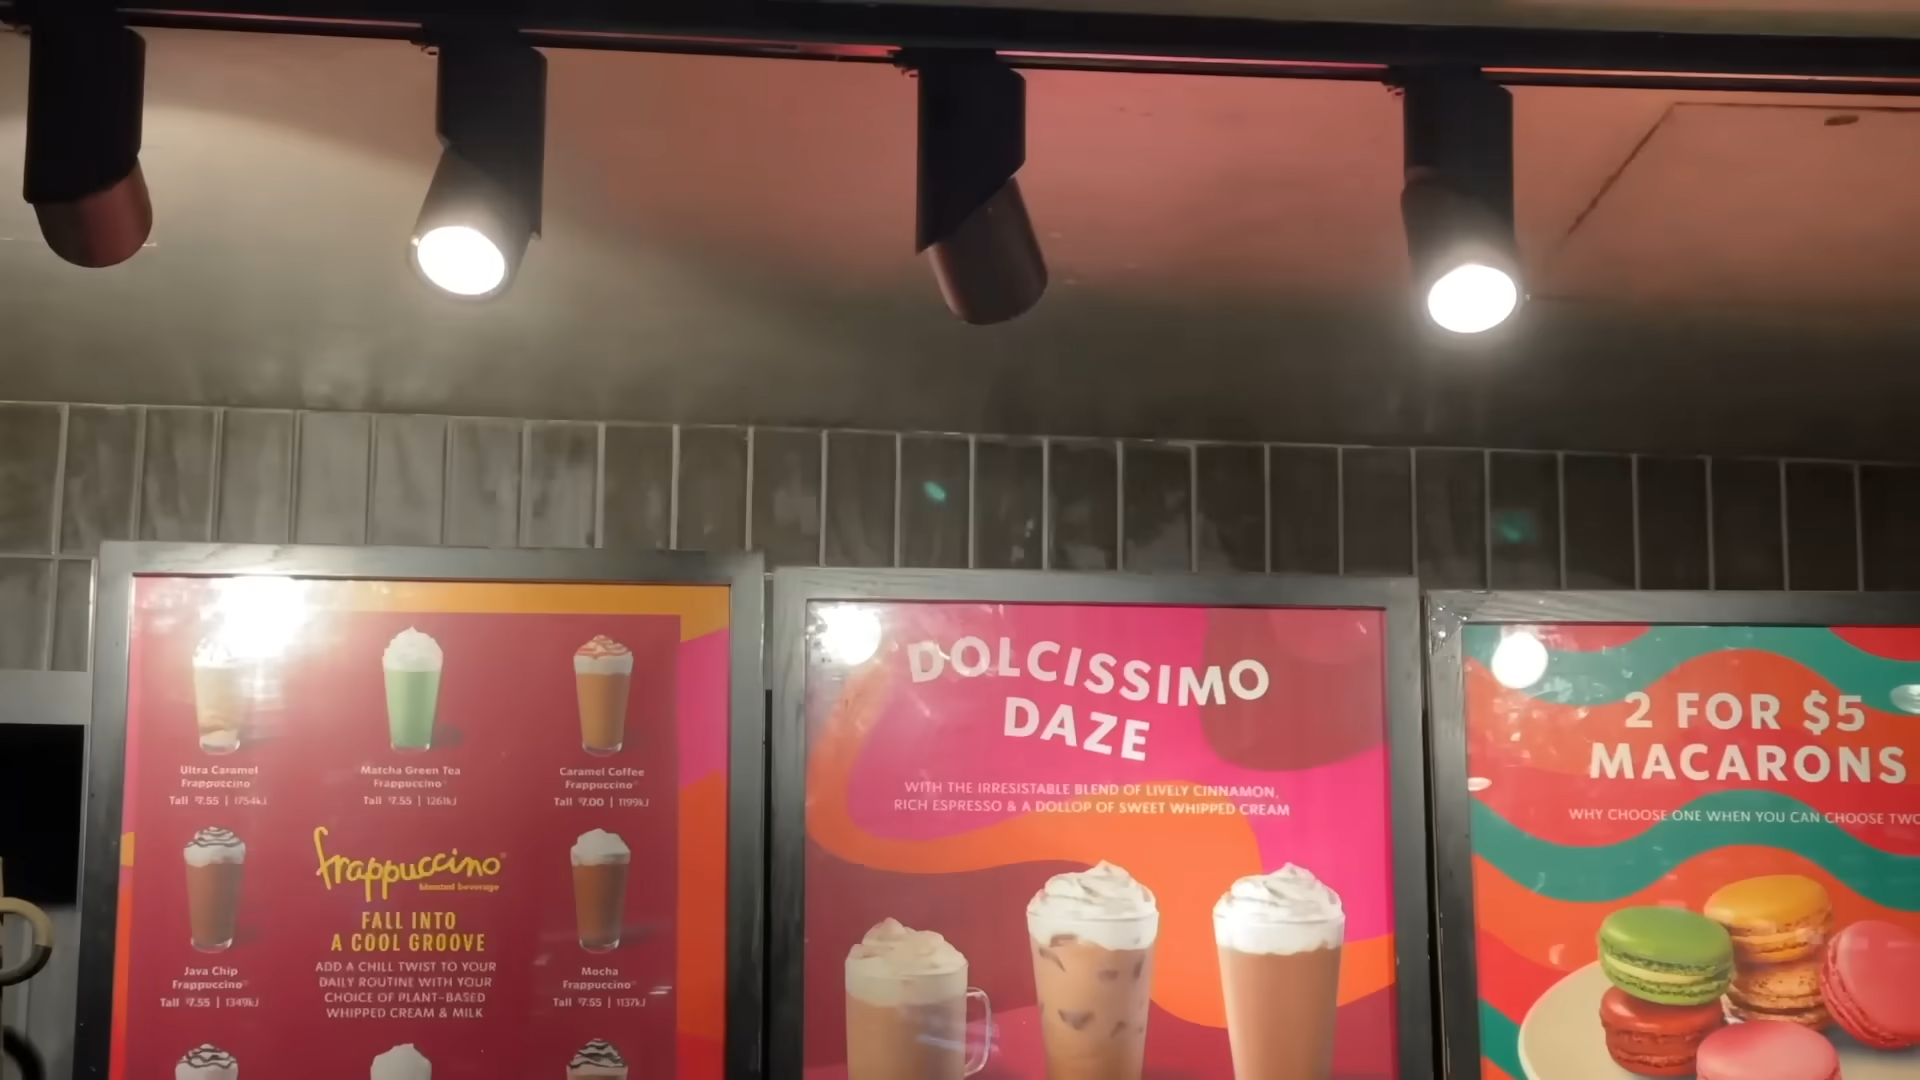 Ultra Caramel
Frappuccino
Tall $7.55 | 1754kJ
Matcha Green Tea
Frappuccino
Tall $7.55 | 1261kJ
Caramel Coffee
Frappuccino
Tall $7.00 | 1199kJ
frappuccino®
blended beverage
FALL INTO
A COOL GROOVE
ADD A CHILL TWIST TO YOUR
DAILY ROUTINE WITH YOUR
CHOICE OF PLANT-BASED
WHIPPED CREAM & MILK
Java Chip
Frappuccino
Tall $7.55 | 1349kJ
Mocha
Frappuccino
Tall $7.55 | 1137kJ
DOLCISSIMO
DAZE
WITH THE IRRESISTABLE BLEND OF LIVELY CINNAMON,
RICH ESPRESSO & A DOLLOP OF SWEET WHIPPED CREAM
2 FOR $5
MACARONS
WHY CHOOSE ONE WHEN YOU CAN CHOOSE TWO